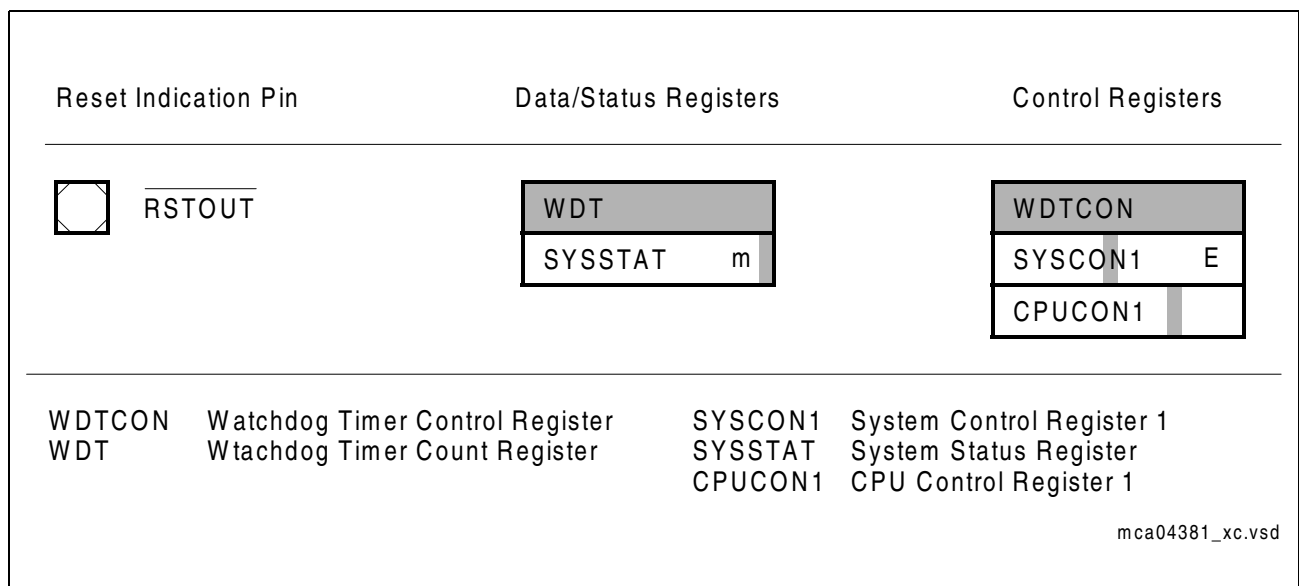 Reset Indication Pin Data/Status Registers Control Registers
RSTOUT WDT WDTCON
SYSSTAT m SYSCON1 E
CPUCON1
WDTCON Watchdog Timer Control Register SYSCON1 System Control Register 1
WDT Wtachdog Timer Count Register SYSSTAT System Status Register
CPUCON1 CPU Control Register 1
mca04381_xc.vsd